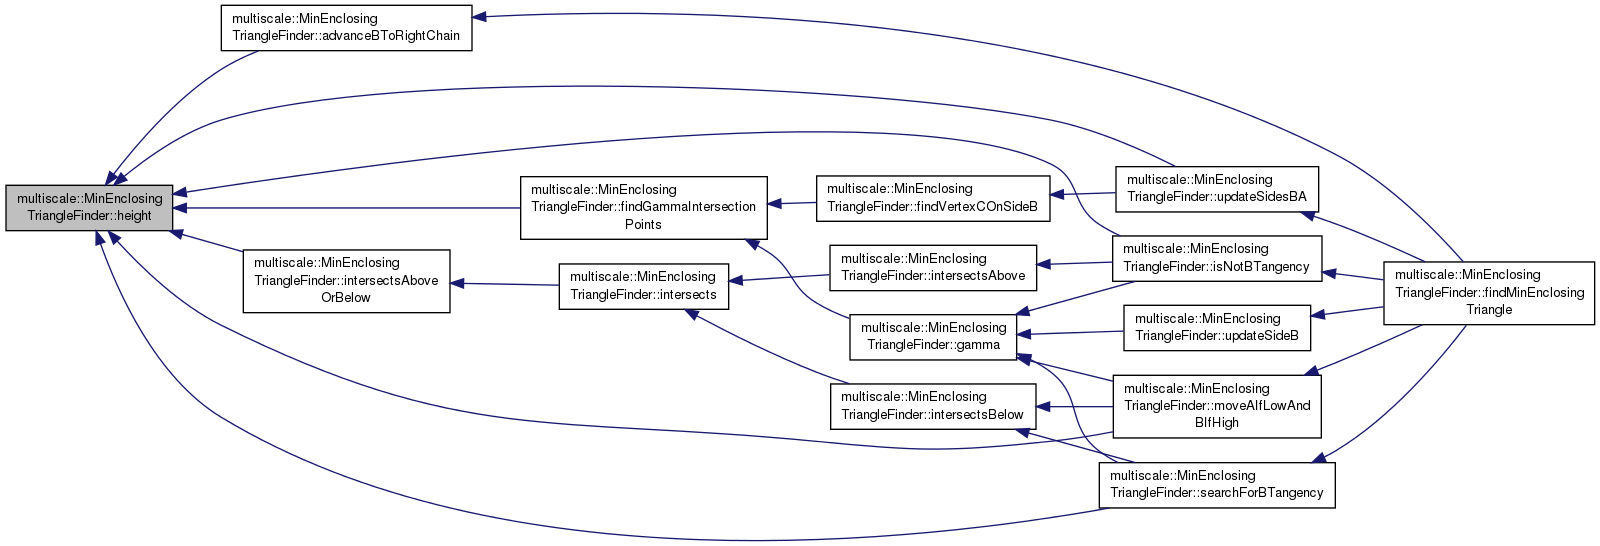 multiscale::MinEnclosing
TriangleFinder::advanceBToRightChain
multiscale::MinEnclosing
TriangleFinder::height
multiscale::MinEnclosing
TriangleFinder::findGammaIntersection
Points
multiscale::MinEnclosing
TriangleFinder::intersectsAbove
OrBelow
multiscale::MinEnclosing
TriangleFinder::intersects
multiscale::MinEnclosing
TriangleFinder::findVertexCOnSideB
multiscale::MinEnclosing
TriangleFinder::intersectsAbove
multiscale::MinEnclosing
TriangleFinder::gamma
multiscale::MinEnclosing
TriangleFinder::intersectsBelow
multiscale::MinEnclosing
TriangleFinder::updateSidesBA
multiscale::MinEnclosing
TriangleFinder::isNotBTangency
multiscale::MinEnclosing
TriangleFinder::updateSideB
multiscale::MinEnclosing
TriangleFinder::moveAIfLowAnd
BIfHigh
multiscale::MinEnclosing
TriangleFinder::searchForBTangency
multiscale::MinEnclosing
TriangleFinder::findMinEnclosing
Triangle